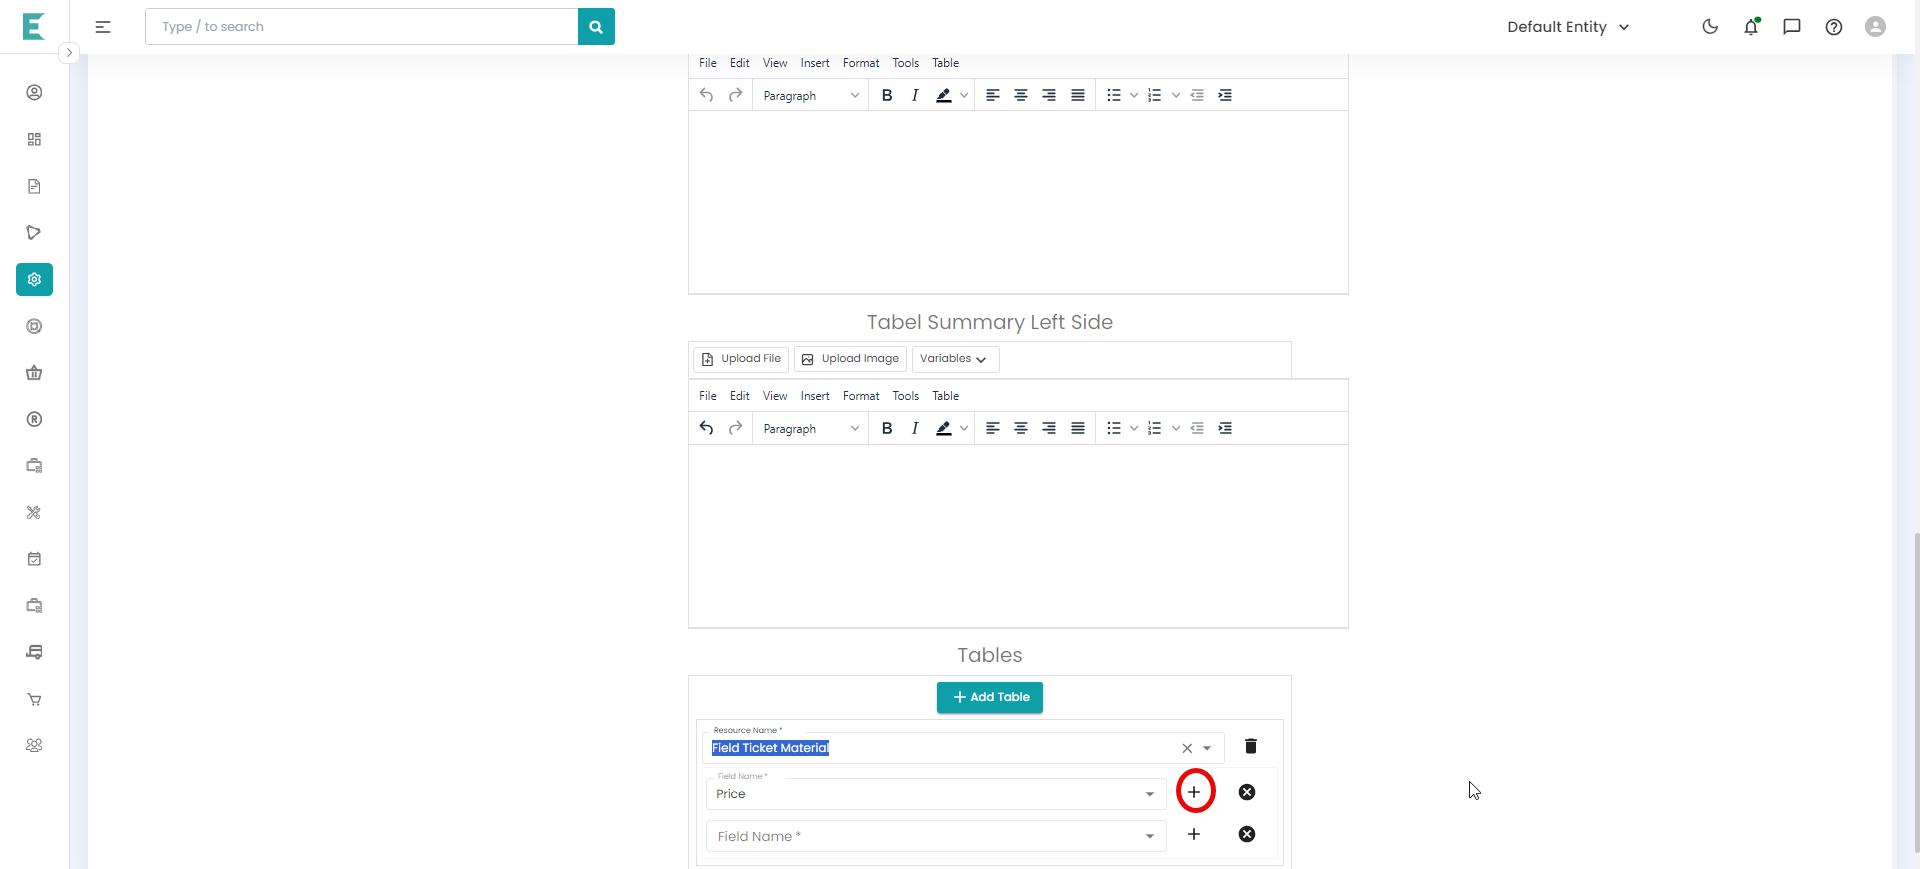 Type / to search
Default Entity
File Edit View Insert Format Tools Table
Paragraph B I
Tabel Summary Left Side
Upload File Upload Image Variables
File Edit View Insert Format Tools Table
Paragraph B I
Tables
+ Add Table
Resource Name *
Field Ticket Material
Field Name *
Price
Field Name *